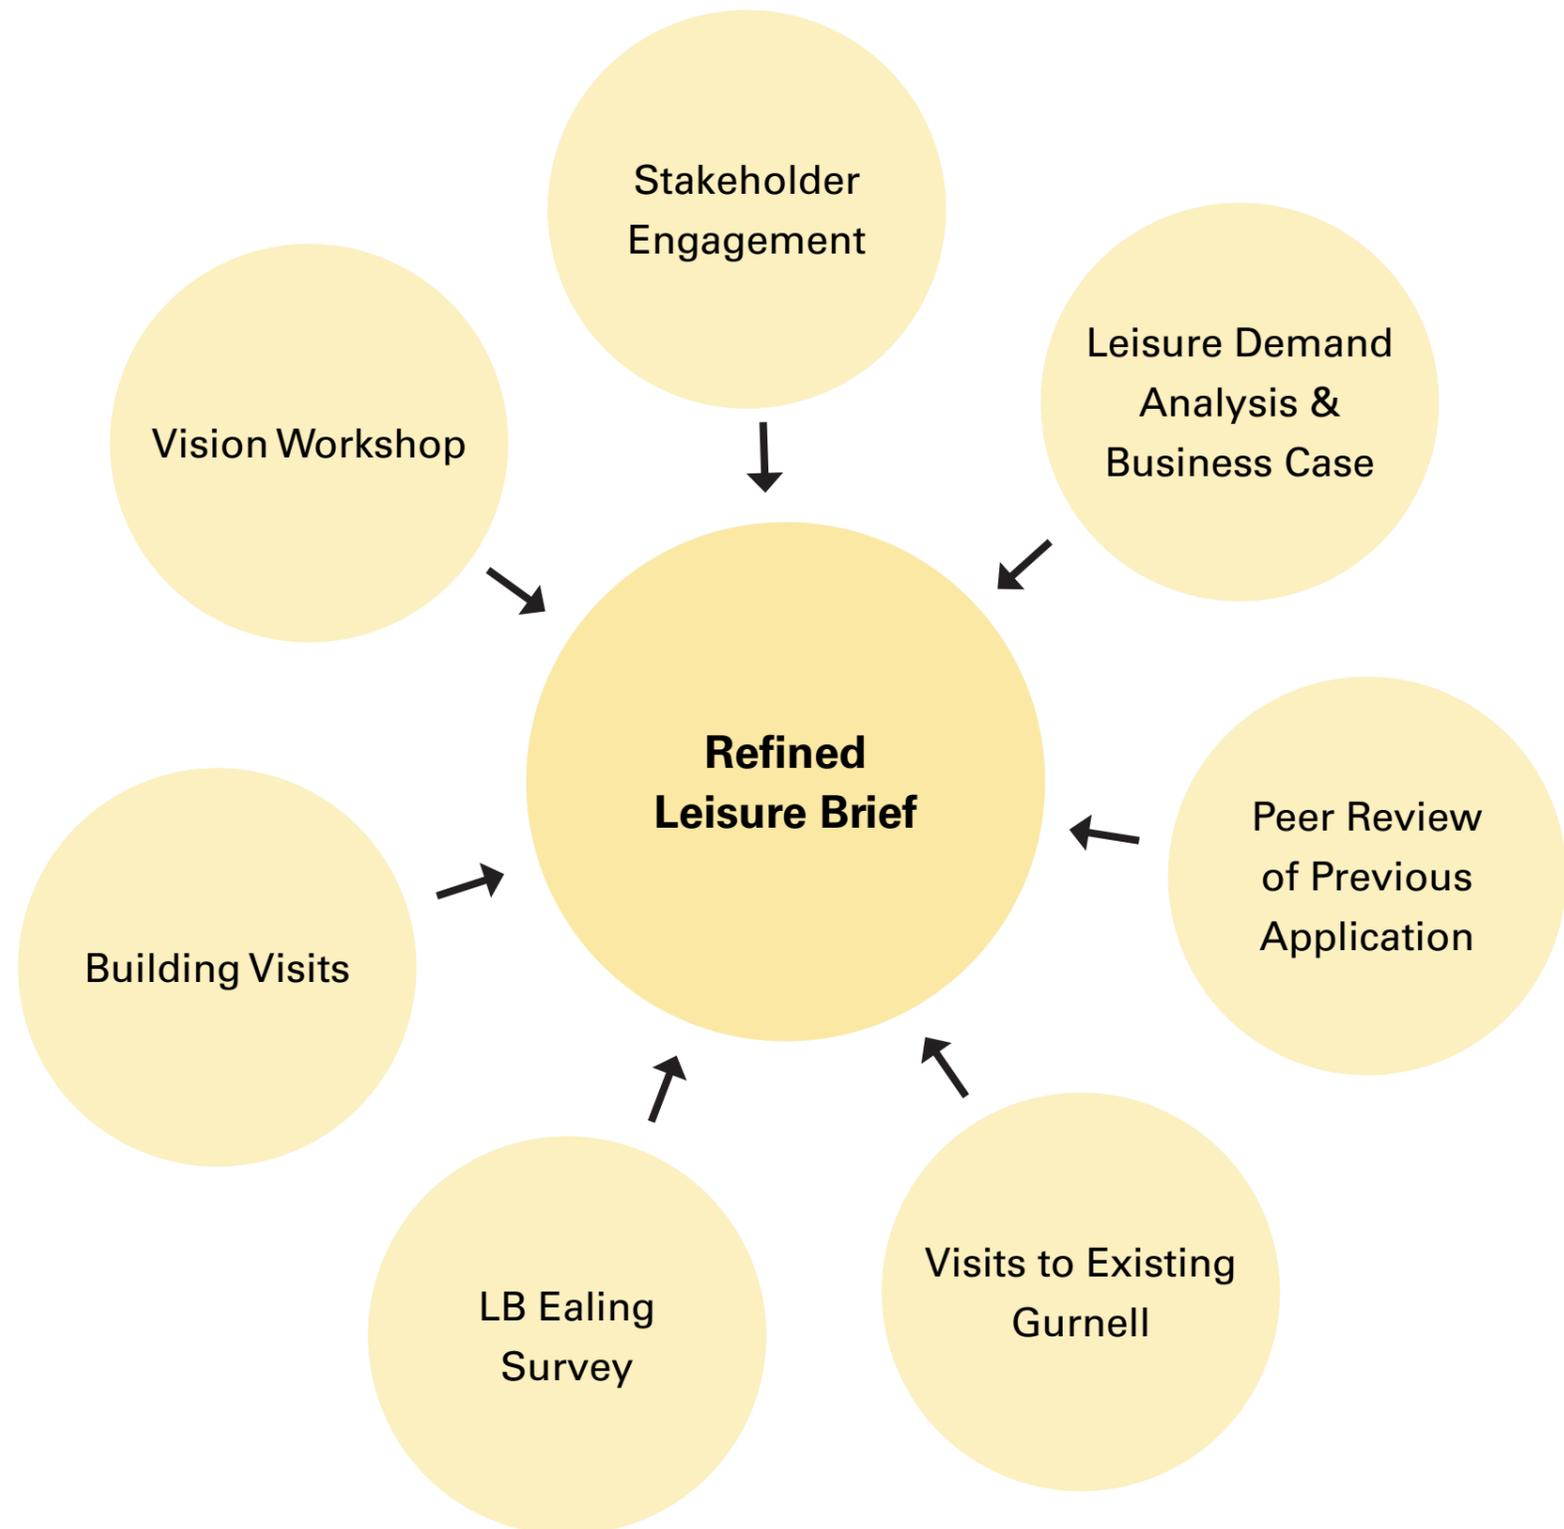 Stakeholder
Engagement
Leisure Demand
Analysis &
Business Case
Vision Workshop
Refined
Leisure Brief
Peer Review
of Previous
Application
Building Visits
Visits to Existing
Gurnell
LB Ealing
Survey